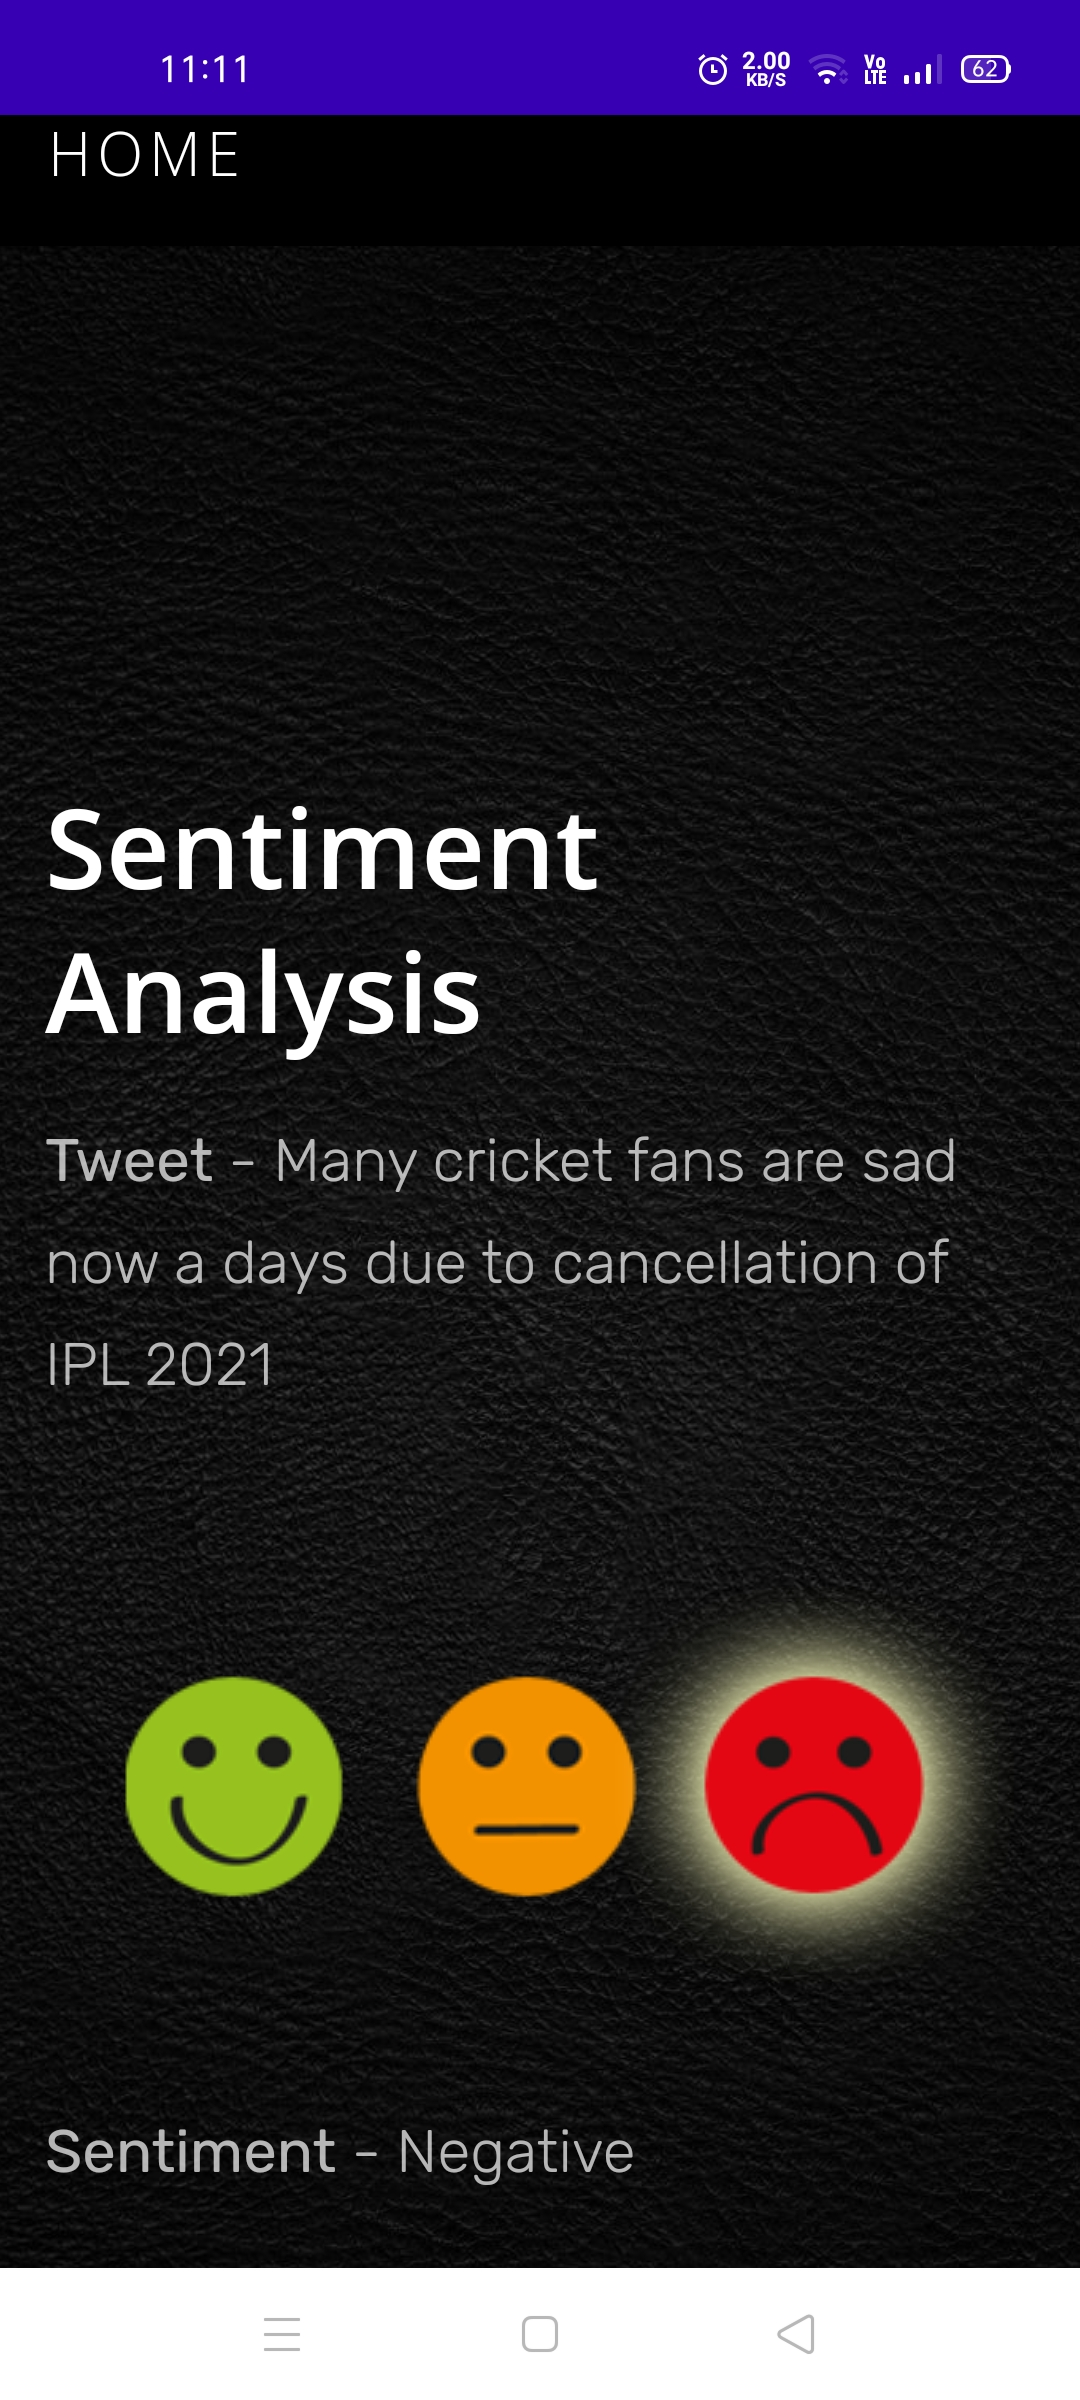 11:11
2.00
KB/S
Vo
LTE
62
HOME
Sentiment
Analysis
Tweet - Many cricket fans are sad
now a days due to cancellation of
IPL 2021
Sentiment - Negative